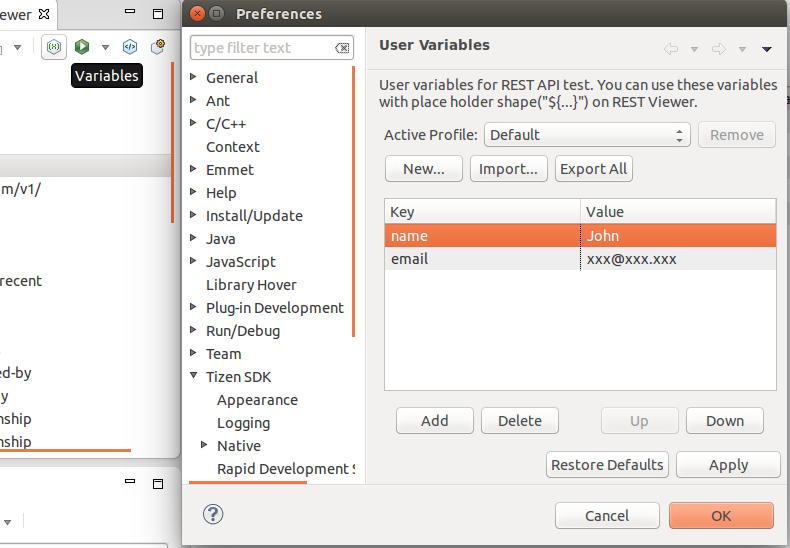 ewer
Variables
m/v1/
recent
ed-by
y
nship
nship
Preferences
type filter text
General
Ant
C/C++
Context
Emmet
Help
Install/Update
Java
JavaScript
Library Hover
Plug-in Development
Run/Debug
Team
Tizen SDK
Appearance
Logging
Native
Rapid Development S
User Variables
User variables for REST API test. You can use these variables
with place holder shape("${...}") on REST Viewer.
Active Profile: Default Remove
New... Import... Export All
Key Value
name John
email xxx@xxx.xxx
Add Delete Up Down
Restore Defaults Apply
? Cancel OK